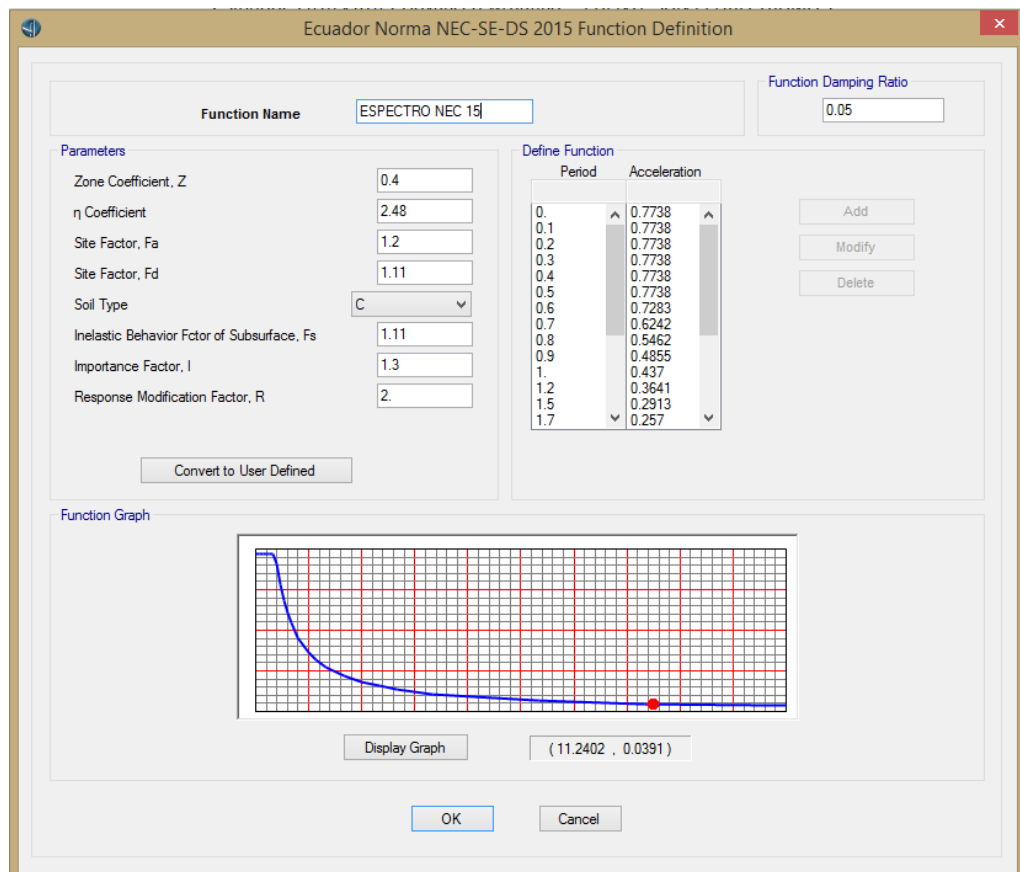 Ecuador Norma NEC-SE-DS 2015 Function Definition
Function Damping Ratio
Function Name ESPECTRO NEC 15
0.05
Parameters
Zone Coefficient, Z 0.4
η Coefficient 2.48
Site Factor, Fa 1.2
Site Factor, Fd 1.11
Soil Type C
Inelastic Behavior Fctor of Subsurface, Fs 1.11
Importance Factor, I 1.3
Response Modification Factor, R 2.
Convert to User Defined
Define Function
Period Acceleration
0. 0.7738
0.1 0.7738
0.2 0.7738
0.3 0.7738
0.4 0.7738
0.5 0.7738
0.6 0.7283
0.7 0.6242
0.8 0.5462
0.9 0.4855
1. 0.437
1.2 0.3641
1.5 0.2913
1.7 0.257
Add
Modify
Delete
Function Graph
Display Graph
( 11.2402 , 0.0391 )
OK
Cancel